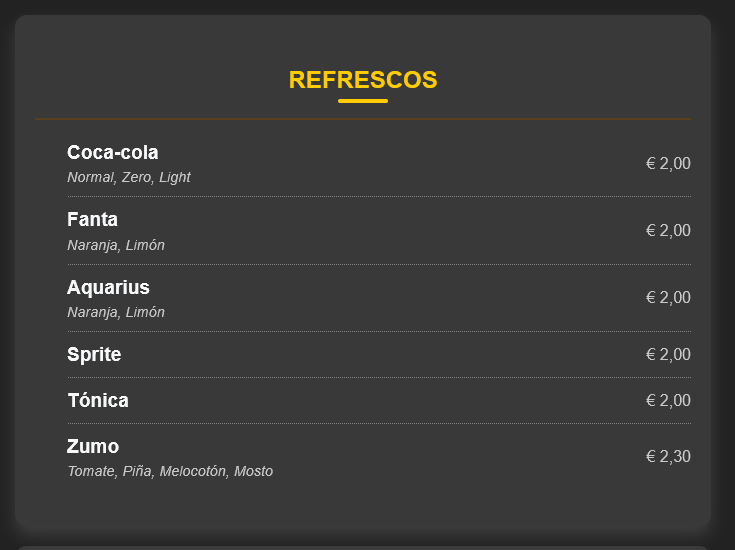 REFRESCOS
Coca-cola
Normal, Zero, Light
€ 2,00
Fanta
Naranja, Limón
€ 2,00
Aquarius
Naranja, Limón
€ 2,00
Sprite
€ 2,00
Tónica
€ 2,00
Zumo
Tomate, Piña, Melocotón, Mosto
€ 2,30